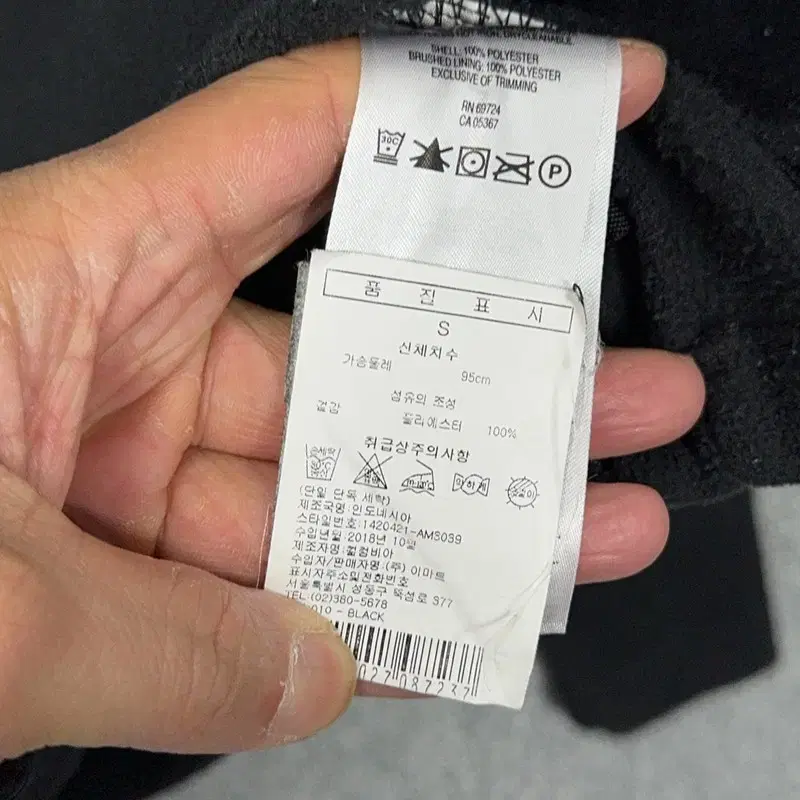 SHELL: 100% POLYESTER
BRUSHED LINING: 100% POLYESTER
EXCLUSIVE OF TRIMMING
RN 69724
CA 05367
30C
P
품 진 표 시
S
신체치수
가슴둘레 95cm
섬유의 조성
겉감 폴리에스터 100%
취급상주의사항
(단일 단독 세탁)
제조국명:인도네시아
스타일번호:1420421-AMS039
수입년월:2018년 10월
제조자명:컬럼비아
수입자/판매자명:(주) 이마트
표시자주소및전화번호
서울특별시 성동구 뚝섬로 377
TEL:(02)380-5678
010 - BLACK
027 087237